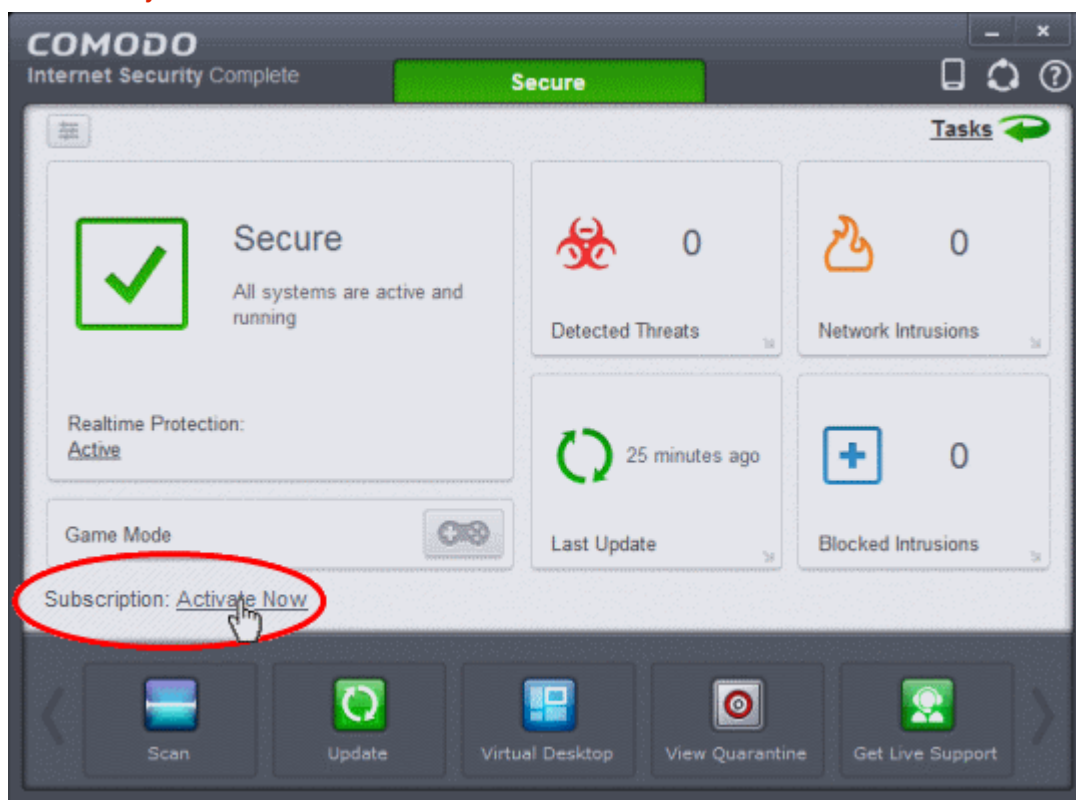 COMODO
Internet Security Complete
Secure
Tasks
Secure
All systems are active and
running
Realtime Protection:
Active
0
Detected Threats
0
Network Intrusions
25 minutes ago
Last Update
0
Blocked Intrusions
Game Mode
Subscription: Activate Now
Scan
Update
Virtual Desktop
View Quarantine
Get Live Support